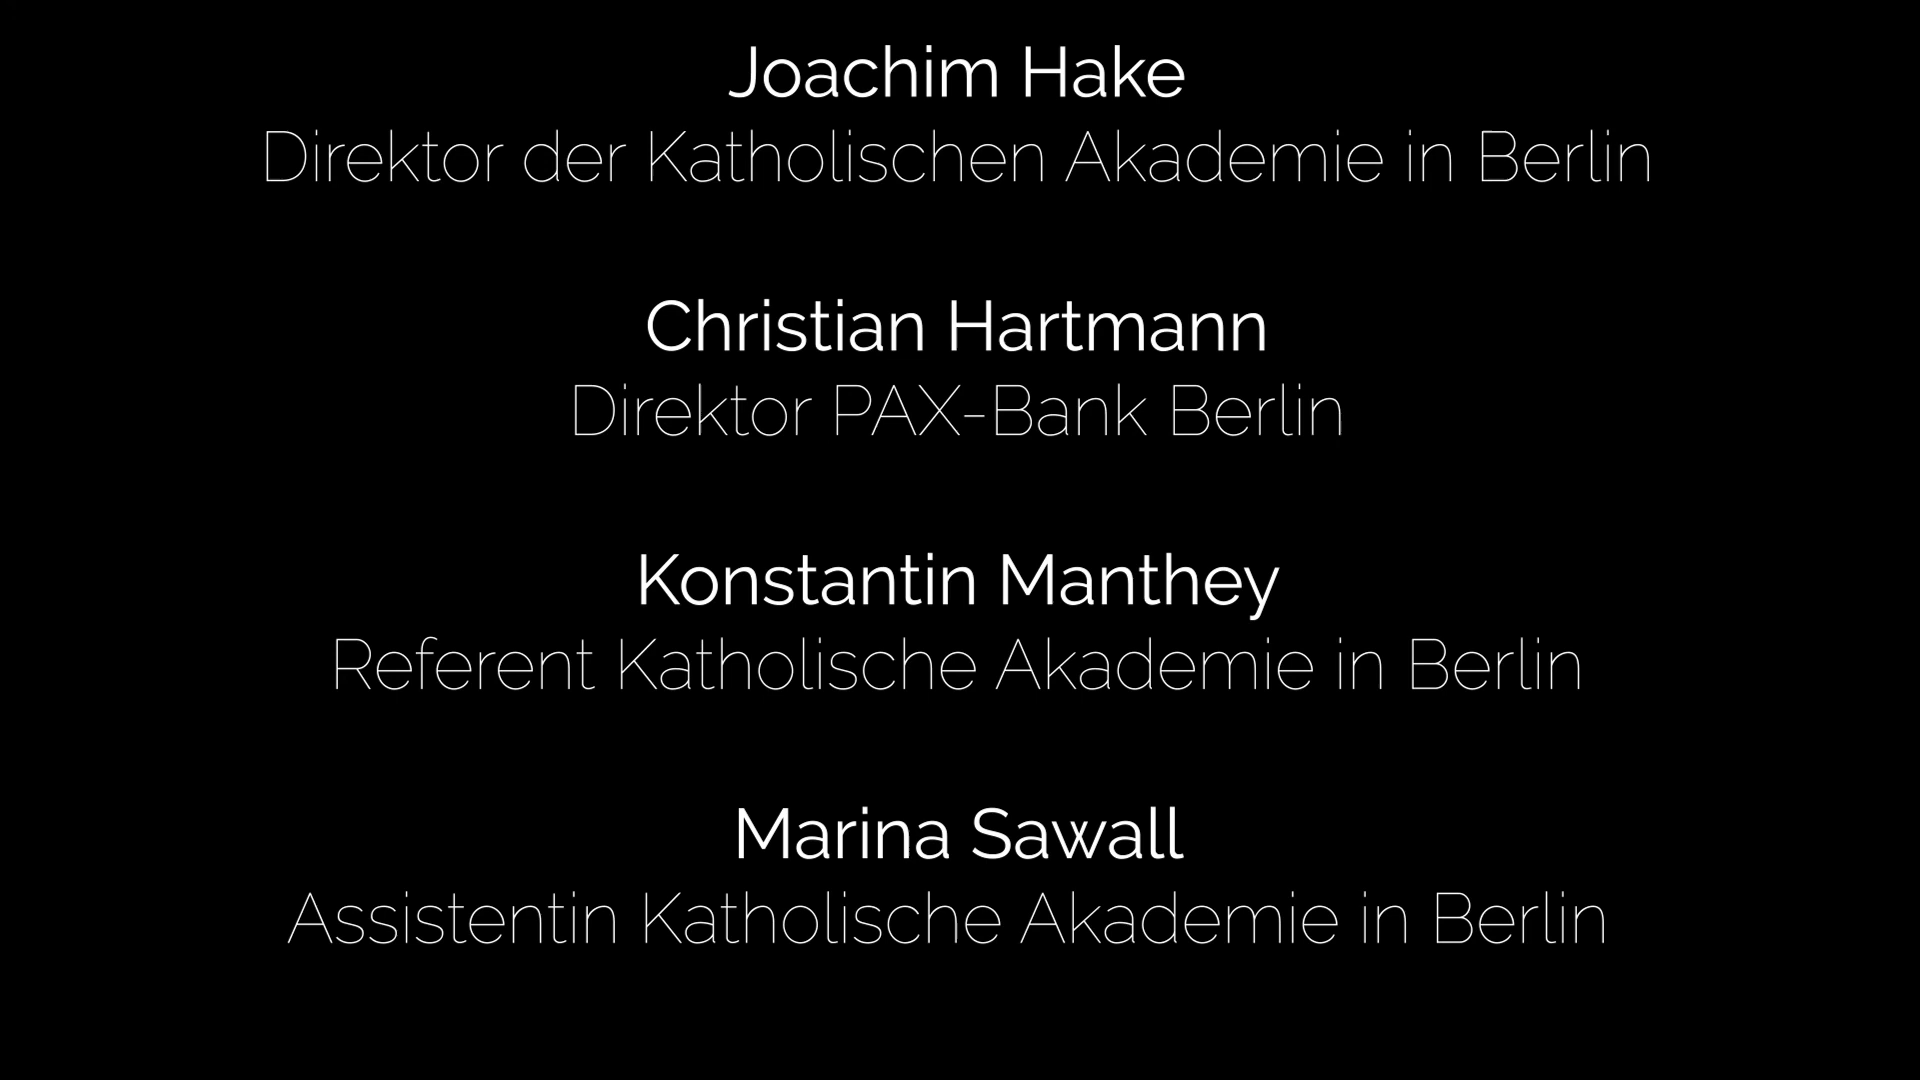 Joachim Hake
Direktor der Katholischen Akademie in Berlin
Christian Hartmann
Direktor PAX-Bank Berlin
Konstantin Manthey
Referent Katholische Akademie in Berlin
Marina Sawall
Assistentin Katholische Akademie in Berlin